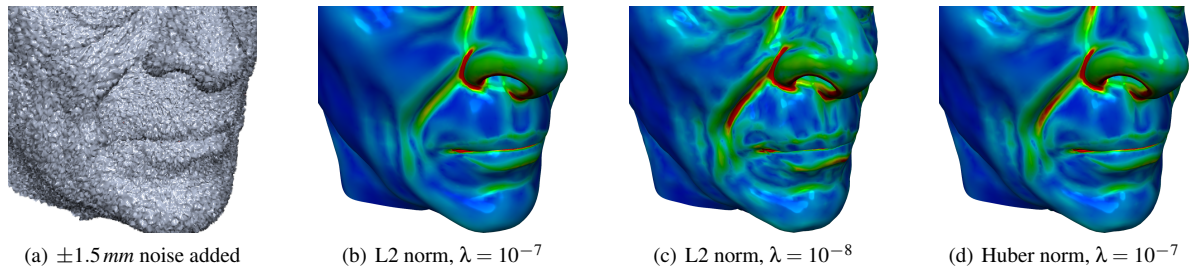 (a) ±1.5 mm noise added
(b) L2 norm, λ = 10⁻⁷
(c) L2 norm, λ = 10⁻⁸
(d) Huber norm, λ = 10⁻⁷